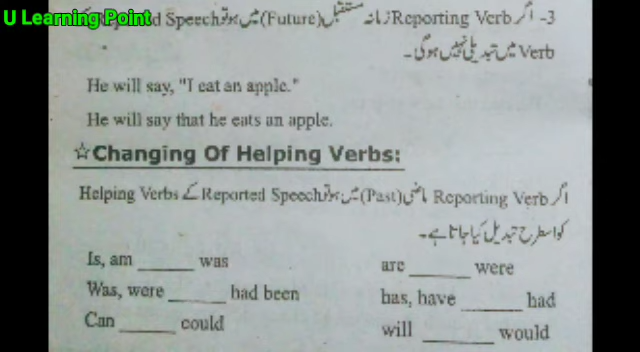 U Learning Point
3- اگر Reporting Verb زمانہ مستقبل (Future) میں ہو تو Reported Speech کے
Verb میں تبدیلی نہیں ہو گی۔
He will say, "I eat an apple."
He will say that he eats an apple.
☆Changing Of Helping Verbs:
اگر Reporting Verb ماضی (Past) میں ہو تو Reported Speech کے Helping Verbs
کو اسطرح تبدیل کیا جاتا ہے۔
Is, am ______ was are ______ were
Was, were ______ had been has, have ______ had
Can ______ could will ______ would